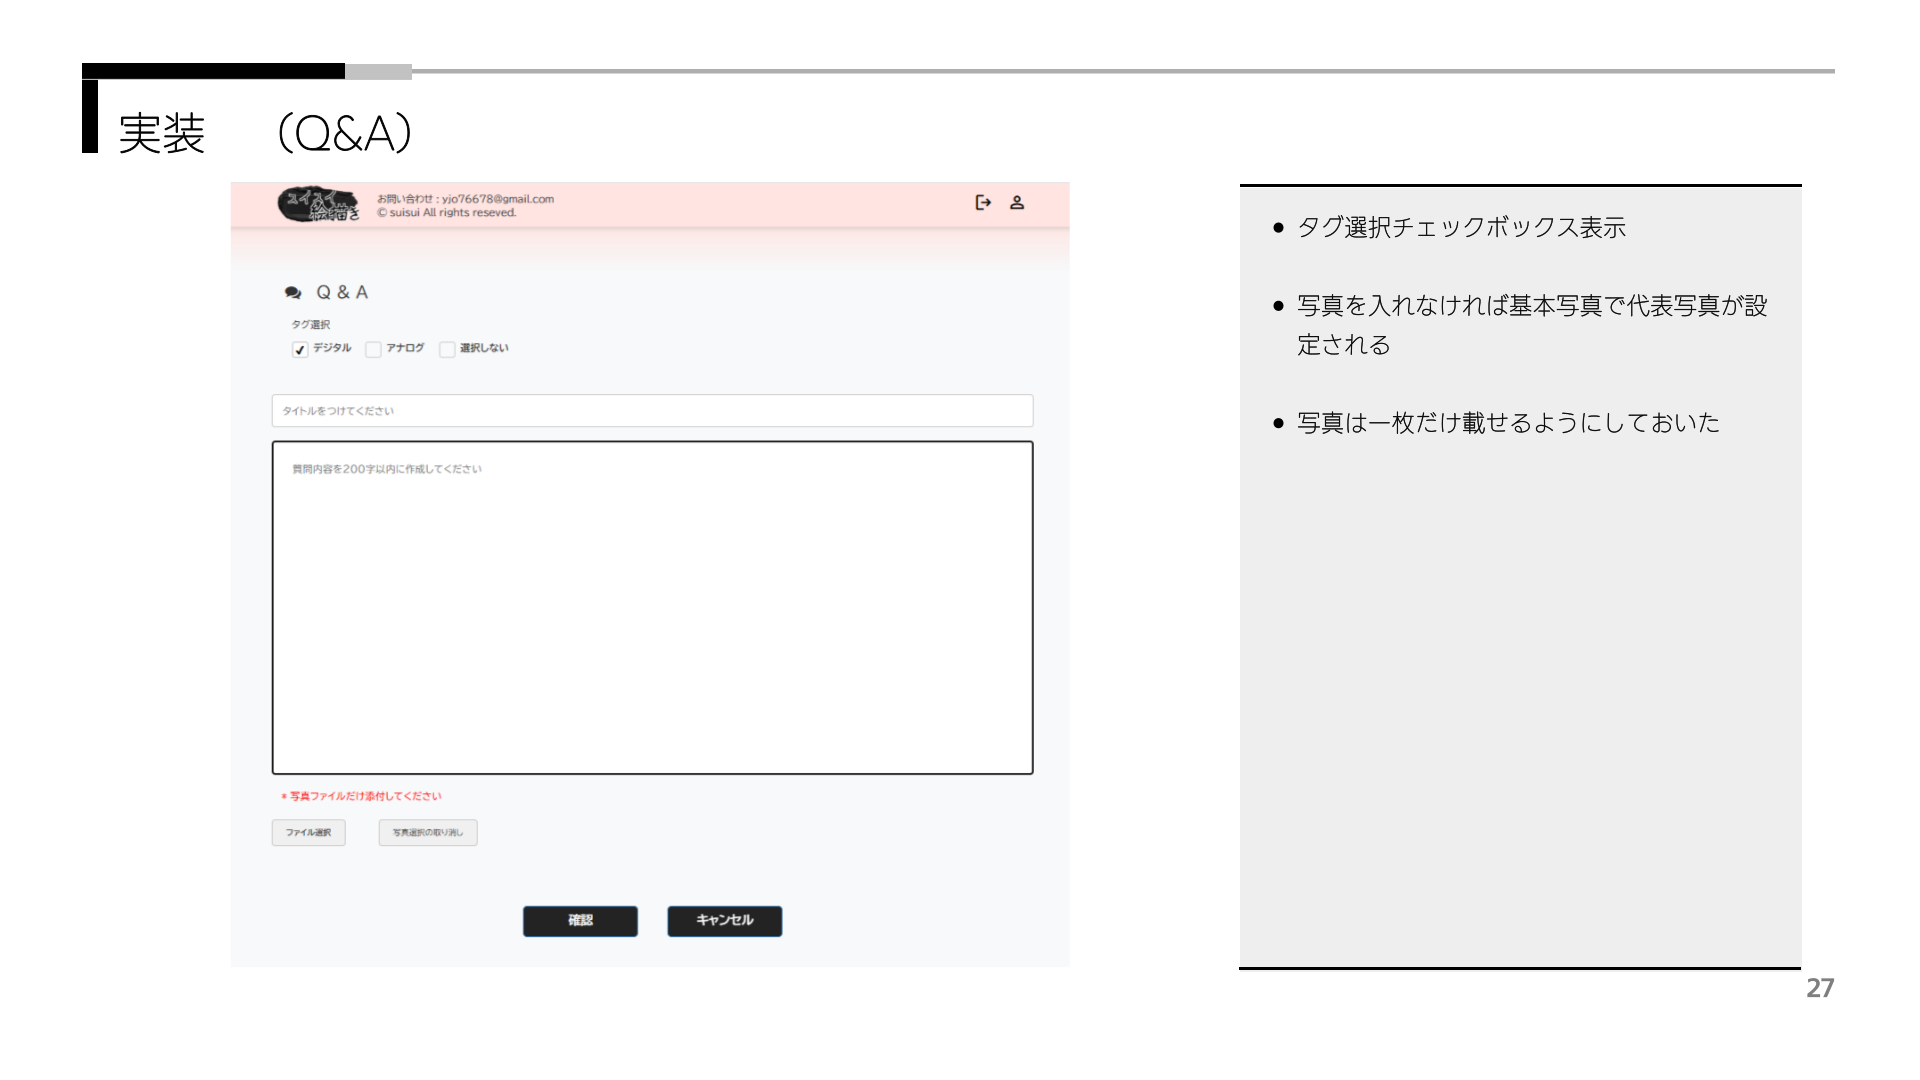 実装　（Q&A）
スイスイ
絵描き
お問い合わせ : yjo76678@gmail.com
© suisui All rights reseved.
Q & A
タグ選択
デジタル　アナログ　選択しない
タイトルをつけてください
質問内容を200字以内に作成してください
* 写真ファイルだけ添付してください
ファイル選択　写真選択の取り消し
確認　キャンセル
● タグ選択チェックボックス表示
● 写真を入れなければ基本写真で代表写真が設
定される
● 写真は一枚だけ載せるようにしておいた
27